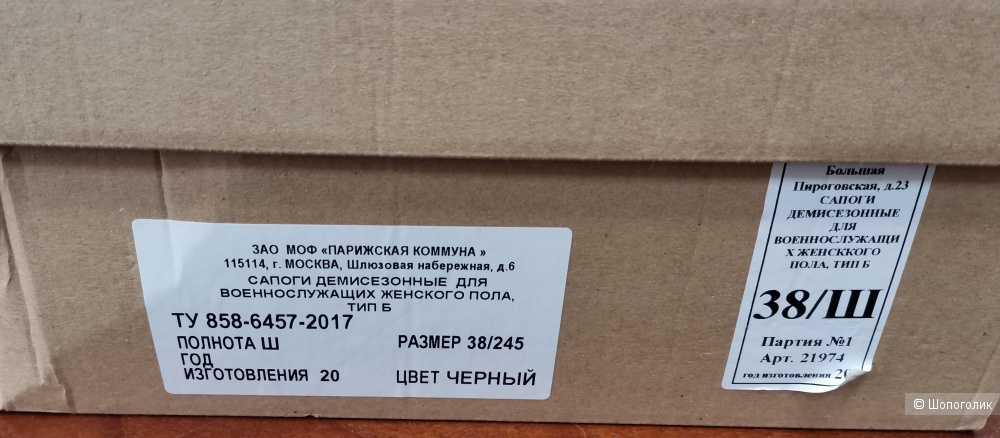 ЗАО МОФ «ПАРИЖСКАЯ КОММУНА »
115114, г. МОСКВА, Шлюзовая набережная, д.6
САПОГИ ДЕМИСЕЗОННЫЕ ДЛЯ
ВОЕННОСЛУЖАЩИХ ЖЕНСКОГО ПОЛА,
ТИП Б
ТУ 858-6457-2017
ПОЛНОТА Ш РАЗМЕР 38/245
ГОД
ИЗГОТОВЛЕНИЯ 20 ЦВЕТ ЧЕРНЫЙ
Большая
Пироговская, д.23
САПОГИ
ДЕМИСЕЗОННЫЕ
ДЛЯ
ВОЕННОСЛУЖАЩИ
Х ЖЕНСККОГО
ПОЛА, ТИП Б
38/Ш
Партия №1
Арт. 21974
год изготовления 20
© Шопоголик